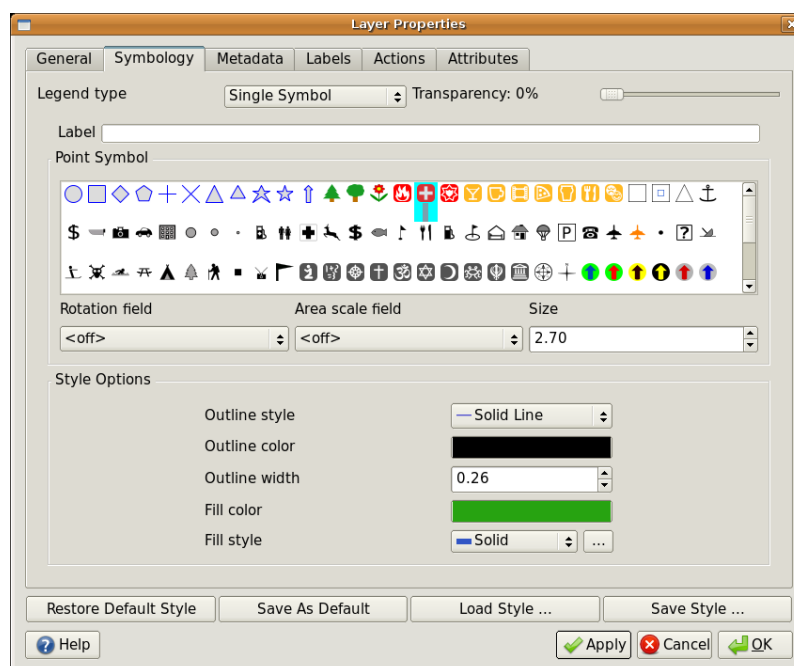 Layer Properties
General Symbology Metadata Labels Actions Attributes
Legend type Single Symbol Transparency: 0%
Label
Point Symbol
$ $ P ?
Rotation field Area scale field Size
<off> <off> 2.70
Style Options
Outline style Solid Line
Outline color
Outline width 0.26
Fill color
Fill style Solid ...
Restore Default Style Save As Default Load Style ... Save Style ...
Help Apply Cancel OK